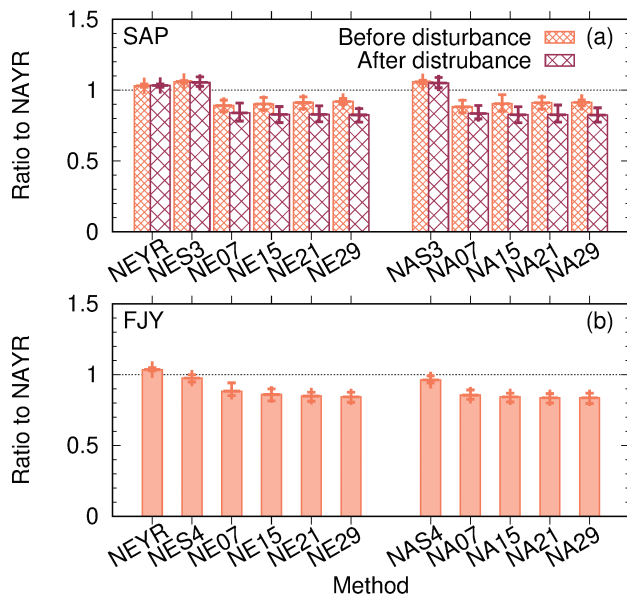 SAP
Before disturbance
(a)
After distrubance
1.5
1
0.5
0
Ratio to NAYR
NEYR
NES3
NE07
NE15
NE21
NE29
NAS3
NA07
NA15
NA21
NA29
FJY
(b)
1.5
1
0.5
0
Ratio to NAYR
NEYR
NES4
NE07
NE15
NE21
NE29
NAS4
NA07
NA15
NA21
NA29
Method